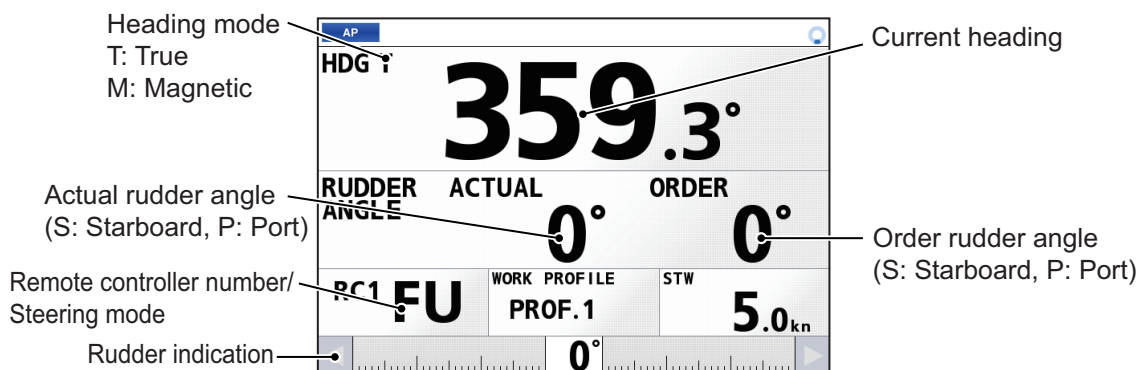 Heading mode
T: True
M: Magnetic
AP
HDG T
359.3°
Current heading
RUDDER ANGLE
ACTUAL
0°
ORDER
0°
Actual rudder angle
(S: Starboard, P: Port)
Order rudder angle
(S: Starboard, P: Port)
Remote controller number/
Steering mode
RC1 FU
WORK PROFILE
PROF.1
STW
5.0kn
Rudder indication
0°